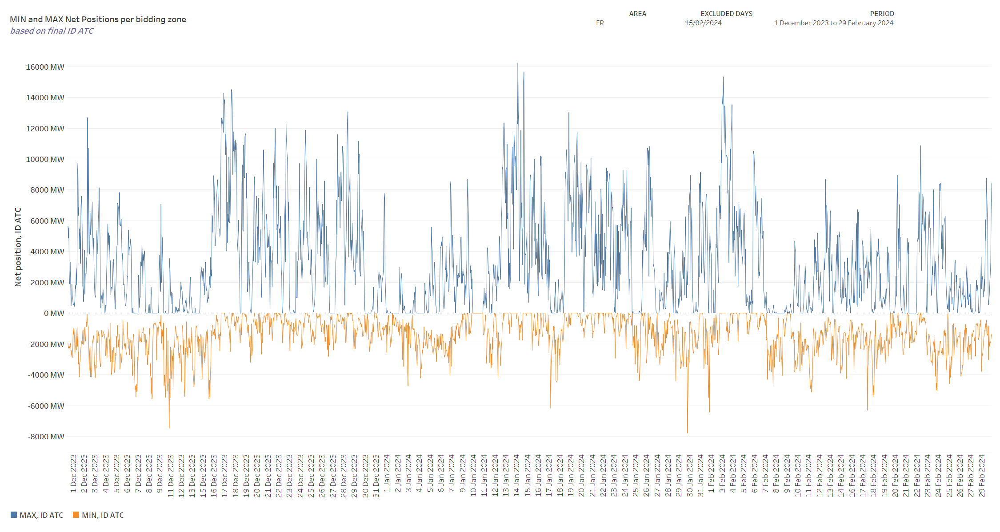 MIN and MAX Net Positions per bidding zone
based on final ID ATC
AREA
FR
EXCLUDED DAYS
15/02/2024
PERIOD
1 December 2023 to 29 February 2024
Net position, ID ATC
16000 MW
14000 MW
12000 MW
10000 MW
8000 MW
6000 MW
4000 MW
2000 MW
0 MW
-2000 MW
-4000 MW
-6000 MW
-8000 MW
1 Dec 2023
2 Dec 2023
3 Dec 2023
4 Dec 2023
5 Dec 2023
6 Dec 2023
7 Dec 2023
8 Dec 2023
9 Dec 2023
11 Dec 2023
12 Dec 2023
13 Dec 2023
15 Dec 2023
16 Dec 2023
17 Dec 2023
18 Dec 2023
19 Dec 2023
20 Dec 2023
21 Dec 2023
22 Dec 2023
23 Dec 2023
24 Dec 2023
25 Dec 2023
26 Dec 2023
27 Dec 2023
28 Dec 2023
29 Dec 2023
30 Dec 2023
31 Dec 2023
1 Jan 2024
2 Jan 2024
3 Jan 2024
4 Jan 2024
5 Jan 2024
6 Jan 2024
7 Jan 2024
9 Jan 2024
10 Jan 2024
11 Jan 2024
12 Jan 2024
13 Jan 2024
14 Jan 2024
15 Jan 2024
16 Jan 2024
17 Jan 2024
18 Jan 2024
19 Jan 2024
20 Jan 2024
21 Jan 2024
22 Jan 2024
23 Jan 2024
24 Jan 2024
25 Jan 2024
26 Jan 2024
27 Jan 2024
28 Jan 2024
29 Jan 2024
30 Jan 2024
31 Jan 2024
1 Feb 2024
3 Feb 2024
4 Feb 2024
5 Feb 2024
6 Feb 2024
7 Feb 2024
8 Feb 2024
9 Feb 2024
10 Feb 2024
11 Feb 2024
12 Feb 2024
13 Feb 2024
14 Feb 2024
16 Feb 2024
17 Feb 2024
18 Feb 2024
19 Feb 2024
20 Feb 2024
21 Feb 2024
22 Feb 2024
23 Feb 2024
24 Feb 2024
25 Feb 2024
26 Feb 2024
27 Feb 2024
29 Feb 2024
MAX, ID ATC
MIN, ID ATC